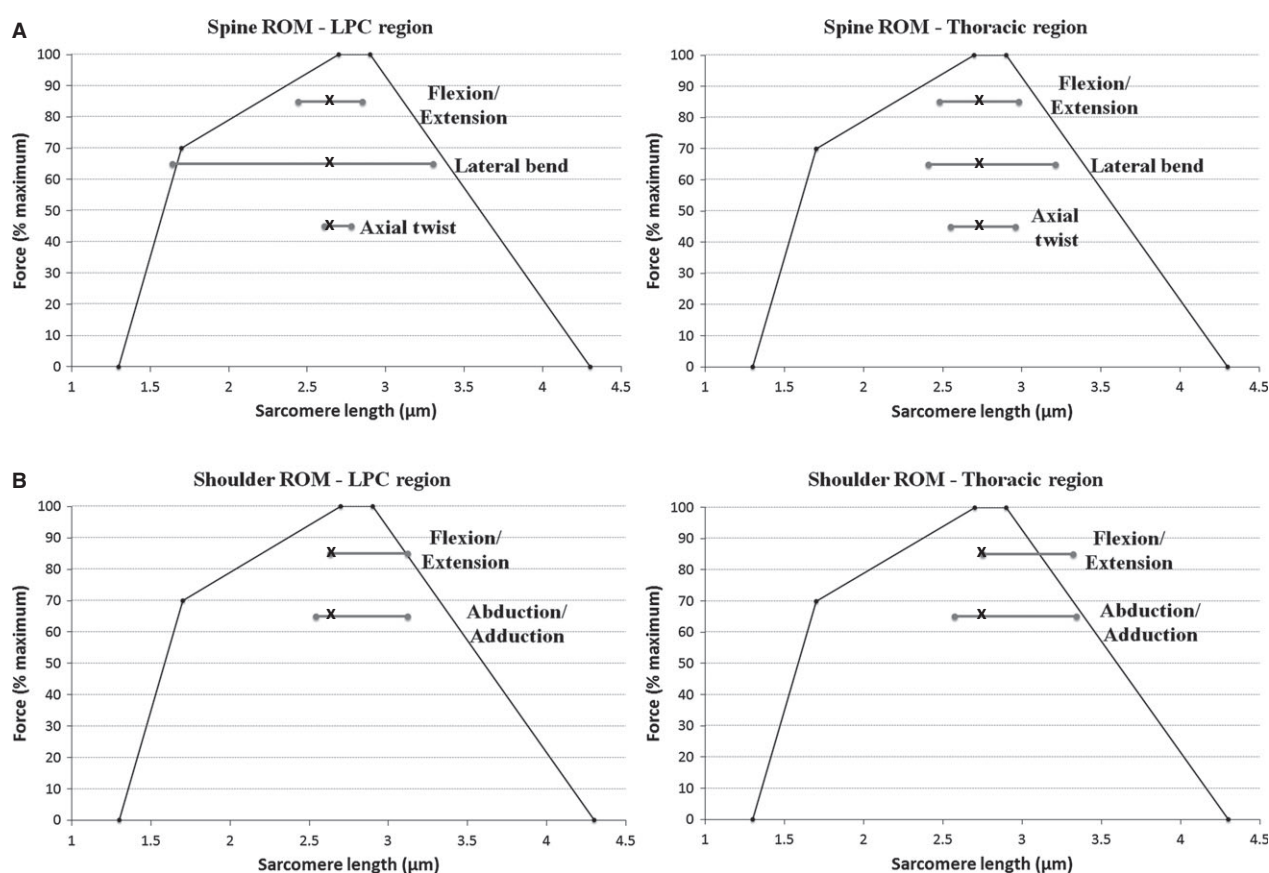 A
Spine ROM - LPC region
Force (% maximum)
100
90
80
70
60
50
40
30
20
10
0
Flexion/
Extension
Lateral bend
Axial twist
x
x
x
1 1.5 2 2.5 3 3.5 4 4.5
Sarcomere length (µm)
Spine ROM - Thoracic region
Force (% maximum)
100
90
80
70
60
50
40
30
20
10
0
Flexion/
Extension
Lateral bend
Axial
twist
x
x
x
1 1.5 2 2.5 3 3.5 4 4.5
Sarcomere length (µm)
B
Shoulder ROM - LPC region
Force (% maximum)
100
90
80
70
60
50
40
30
20
10
0
Flexion/
Extension
Abduction/
Adduction
x
x
1 1.5 2 2.5 3 3.5 4 4.5
Sarcomere length (µm)
Shoulder ROM - Thoracic region
Force (% maximum)
100
90
80
70
60
50
40
30
20
10
0
Flexion/
Extension
Abduction/
Adduction
x
x
1 1.5 2 2.5 3 3.5 4 4.5
Sarcomere length (µm)